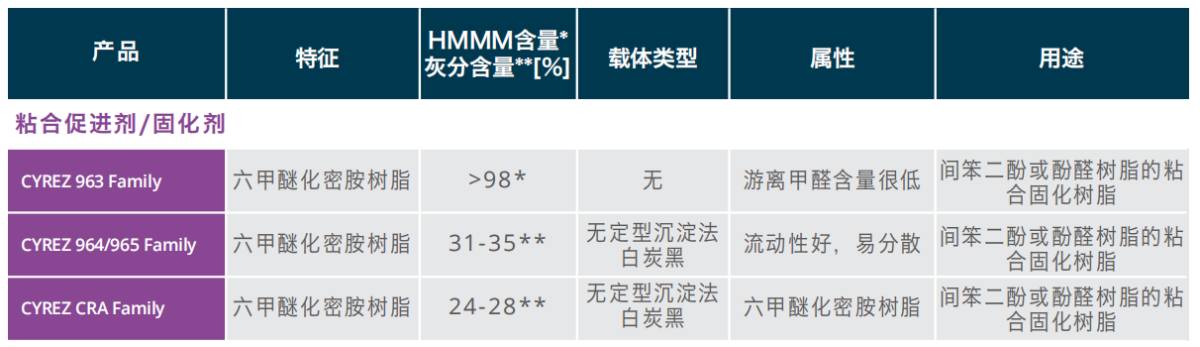 产品
特征
HMMM含量*
灰分含量**[%]
载体类型
属性
用途
粘合促进剂/固化剂
CYREZ 963 Family
六甲醚化密胺树脂
>98*
无
游离甲醛含量很低
间笨二酚或酚醛树脂的粘
合固化树脂
CYREZ 964/965 Family
六甲醚化密胺树脂
31-35**
无定型沉淀法
白炭黑
流动性好，易分散
间笨二酚或酚醛树脂的粘
合固化树脂
CYREZ CRA Family
六甲醚化密胺树脂
24-28**
无定型沉淀法
白炭黑
六甲醚化密胺树脂
间笨二酚或酚醛树脂的粘
合固化树脂